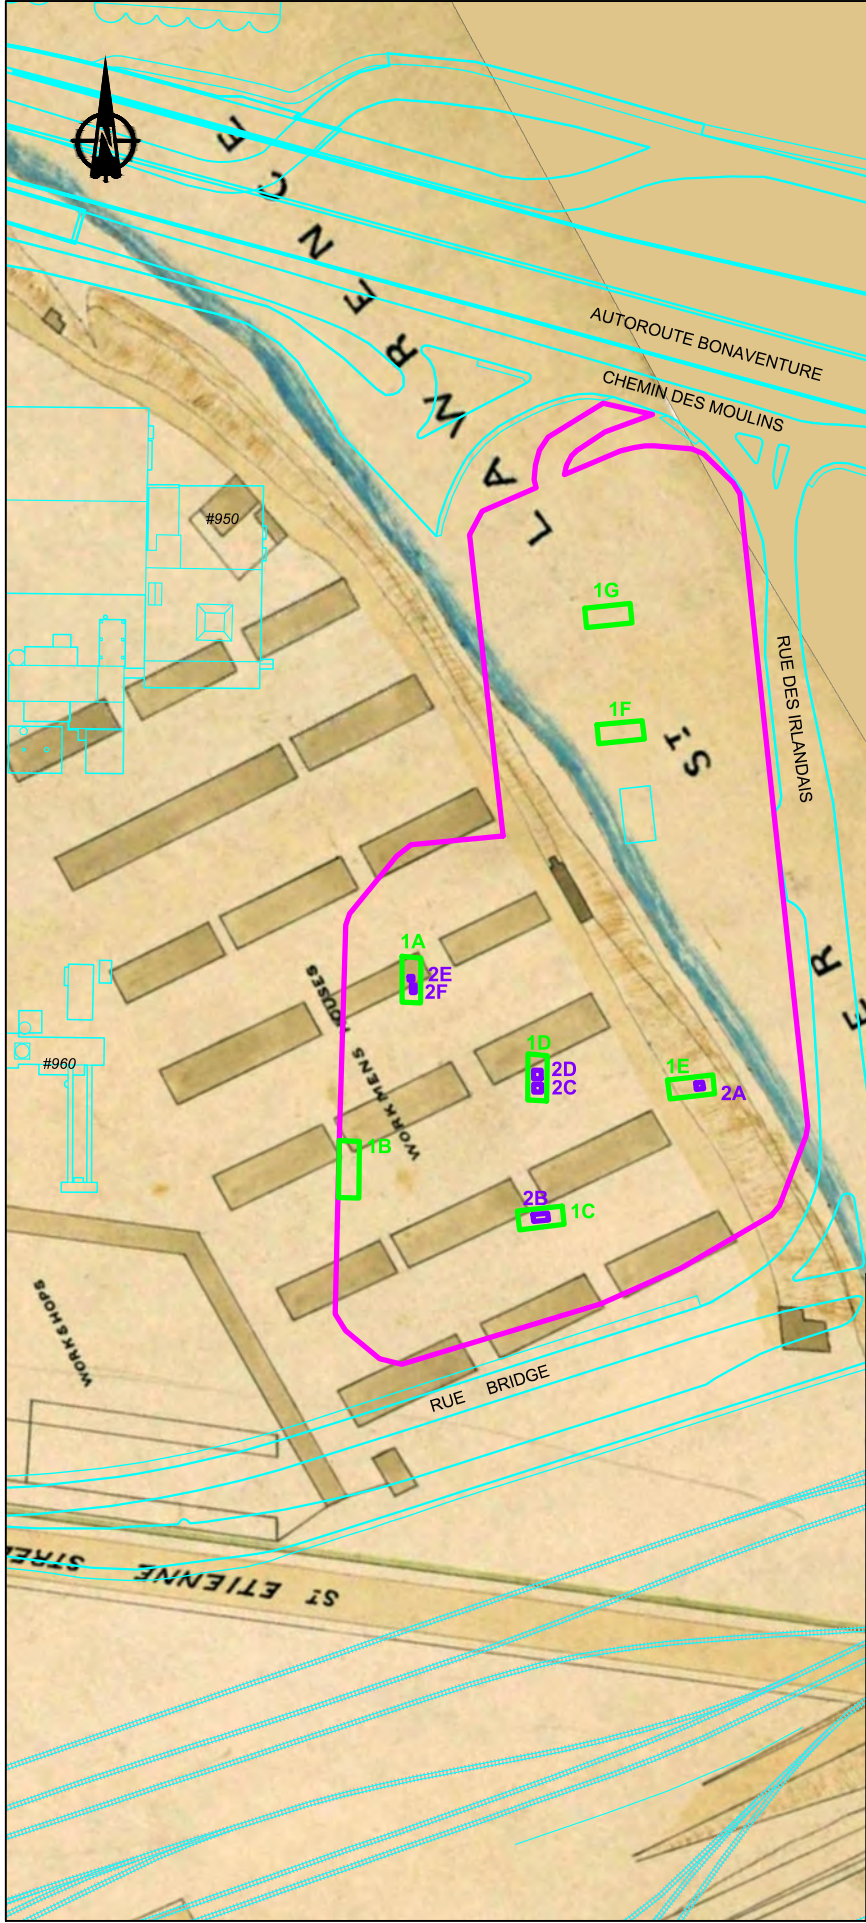 N
R
E
V
I
R
E
C
N
E
R
W
A
L
AUTOROUTE BONAVENTURE
CHEMIN DES MOULINS
#950
1G
RUE DES IRLANDAIS
1F
ST.
1A
2E
2F
WORKMENS HOUSES
1D
2D
2C
1E
2A
#960
1B
2B
1C
WORKSHOPS
RUE BRIDGE
ST. ETIENNE